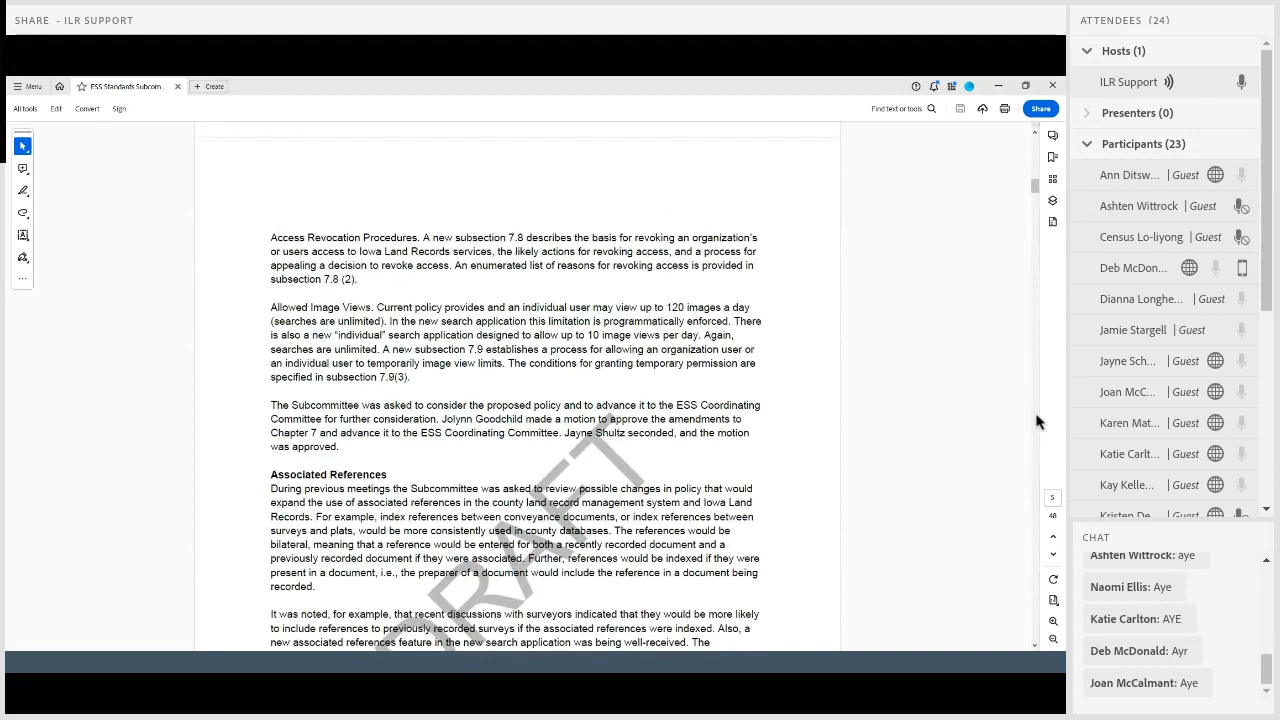 SHARE - ILR SUPPORT
Menu
ESS Standards Subcom...
Create
All tools
Edit
Convert
Sign
Find text or tools
Share
Access Revocation Procedures. A new subsection 7.8 describes the basis for revoking an organization's
or users access to Iowa Land Records services, the likely actions for revoking access, and a process for
appealing a decision to revoke access. An enumerated list of reasons for revoking access is provided in
subsection 7.8 (2).
Allowed Image Views. Current policy provides and an individual user may view up to 120 images a day
(searches are unlimited). In the new search application this limitation is programmatically enforced. There
is also a new "individual" search application designed to allow up to 10 image views per day. Again,
searches are unlimited. A new subsection 7.9 establishes a process for allowing an organization user or
an individual user to temporarily image view limits. The conditions for granting temporary permission are
specified in subsection 7.9(3).
The Subcommittee was asked to consider the proposed policy and to advance it to the ESS Coordinating
Committee for further consideration. Jolynn Goodchild made a motion to approve the amendments to
Chapter 7 and advance it to the ESS Coordinating Committee. Jayne Shultz seconded, and the motion
was approved.
Associated References
During previous meetings the Subcommittee was asked to review possible changes in policy that would
expand the use of associated references in the county land record management system and Iowa Land
Records. For example, index references between conveyance documents, or index references between
surveys and plats, would be more consistently used in county databases. The references would be
bilateral, meaning that a reference would be entered for both a recently recorded document and a
previously recorded document if they were associated. Further, references would be indexed if they were
present in a document, i.e., the preparer of a document would include the reference in a document being
recorded.
It was noted, for example, that recent discussions with surveyors indicated that they would be more likely
to include references to previously recorded surveys if the associated references were indexed. Also, a
new associated references feature in the new search application was being well-received. The
DRAFT
5
ATTENDEES (24)
Hosts (1)
ILR Support
Presenters (0)
Participants (23)
Ann Ditsw... | Guest
Ashten Wittrock | Guest
Census Lo-liyong | Guest
Deb McDon...
Dianna Longhe... | Guest
Jamie Stargell | Guest
Jayne Sch... | Guest
Joan McC... | Guest
Karen Mat... | Guest
Katie Carlt... | Guest
Kay Kelle... | Guest
Kristen De... | Guest
CHAT
Ashten Wittrock: aye
Naomi Ellis: Aye
Katie Carlton: AYE
Deb McDonald: Ayr
Joan McCalmant: Aye